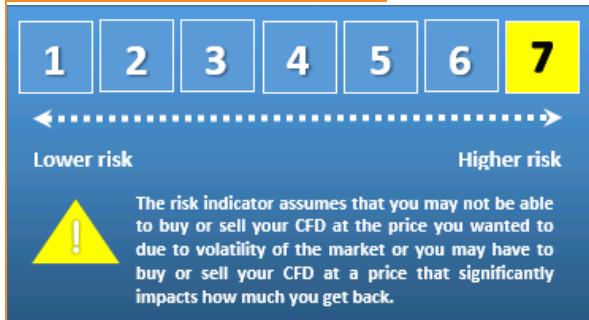 1 2 3 4 5 6 7
Lower risk Higher risk
!
The risk indicator assumes that you may not be able
to buy or sell your CFD at the price you wanted to
due to volatility of the market or you may have to
buy or sell your CFD at a price that significantly
impacts how much you get back.